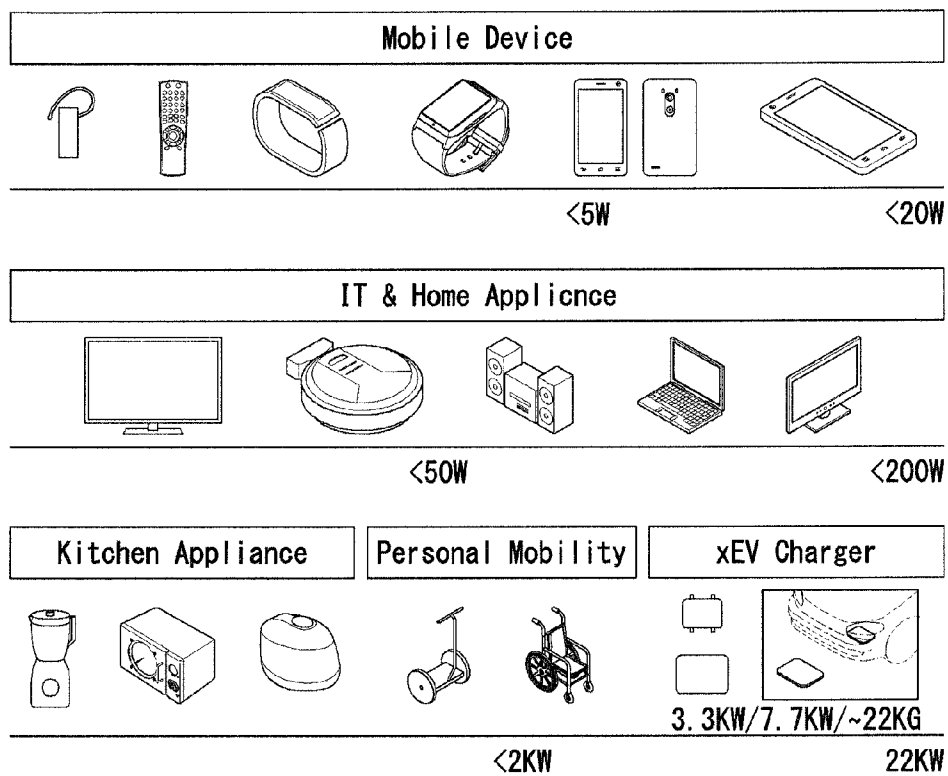 Mobile Device
<5W <20W
IT & Home Applicnce
<50W <200W
Kitchen Appliance Personal Mobility xEV Charger
3.3KW/7.7KW/~22KG
<2KW 22KW